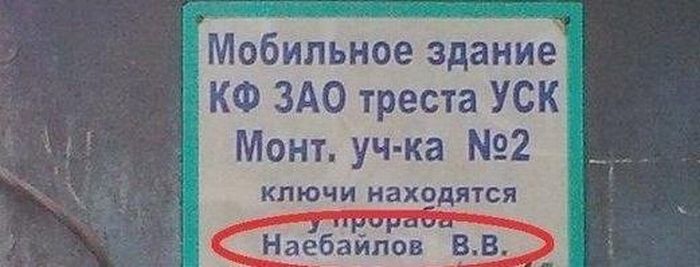 Мобильное здание
КФ ЗАО треста УСК
Монт. уч-ка №2
ключи находятся
у прораба
Наебайлов В.В.